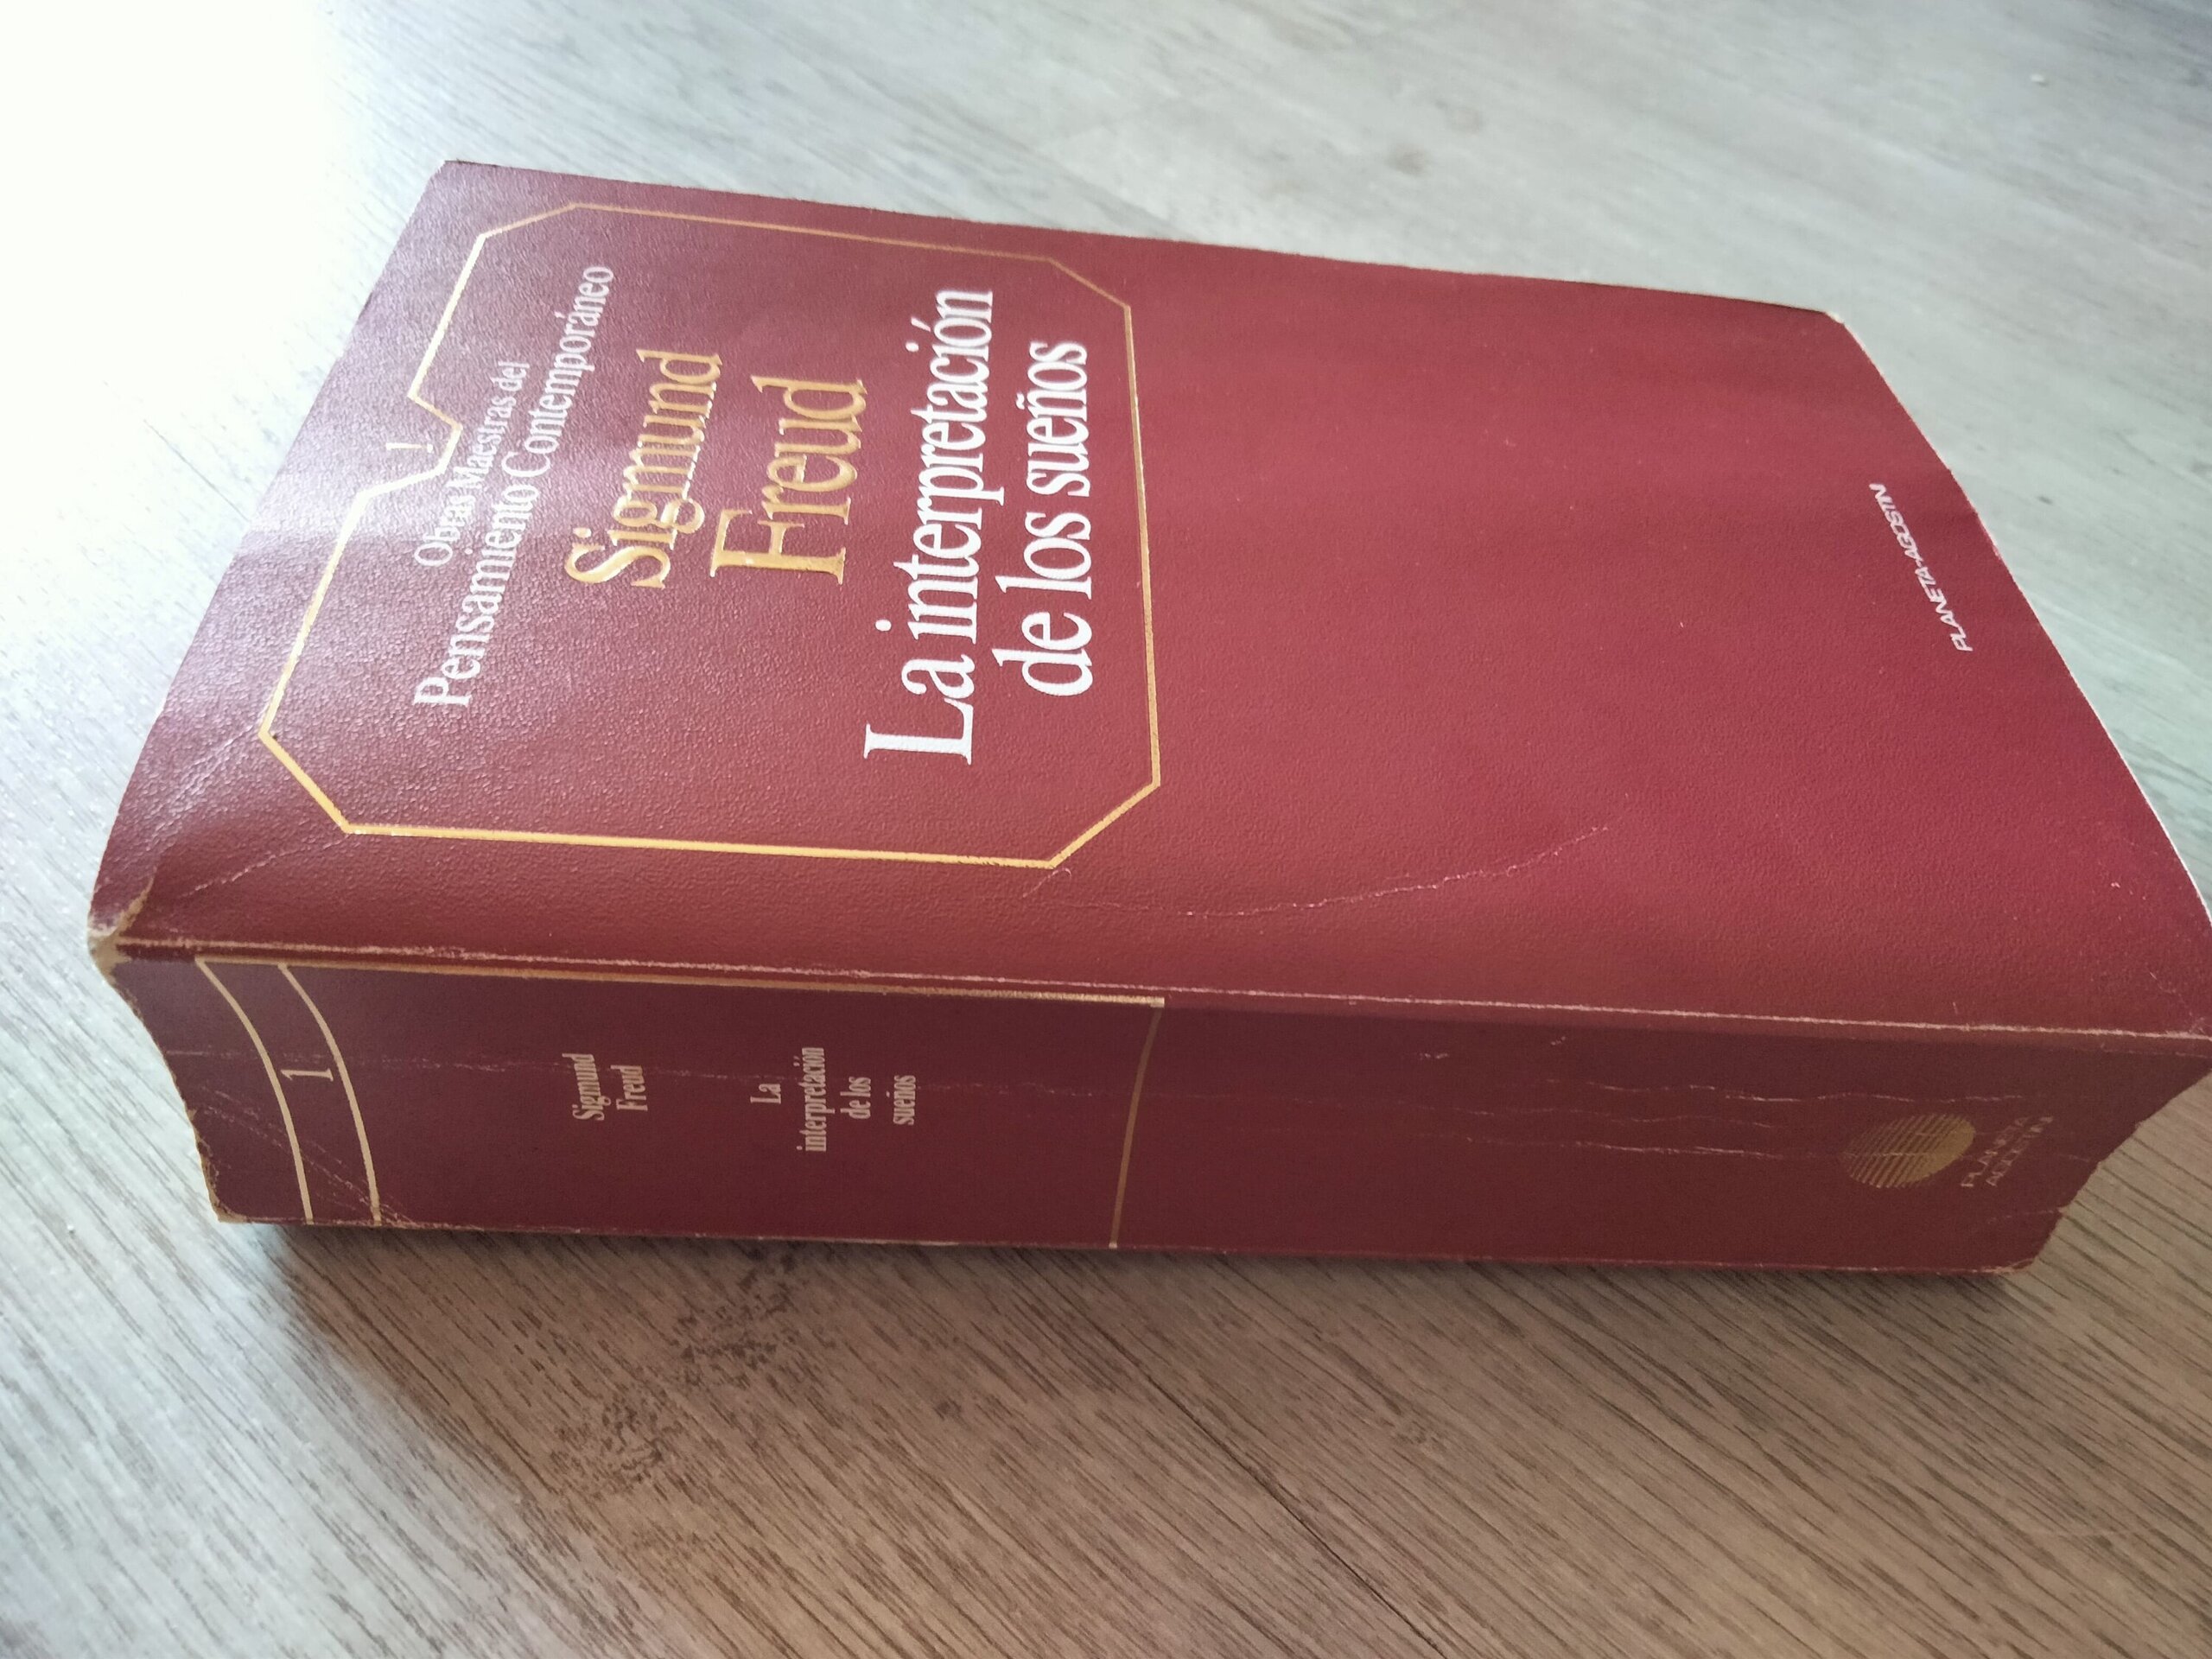 1
Obras Maestras del
Pensamiento Contemporáneo
Sigmund
Freud
La interpretación
de los sueños
PLANETA-AGOSTINI
1
Sigmund
Freud
La
interpretación
de los
sueños
PLANETA
AGOSTINI